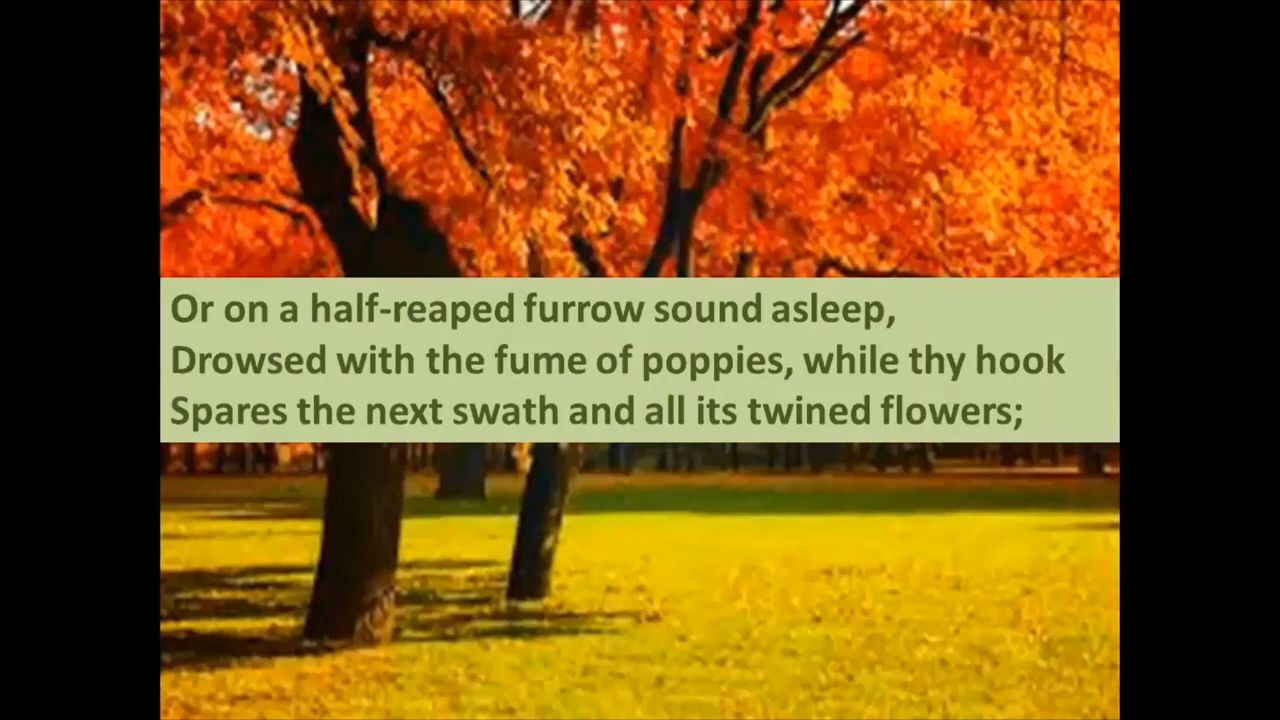 Or on a half-reaped furrow sound asleep,
Drowsed with the fume of poppies, while thy hook
Spares the next swath and all its twined flowers;